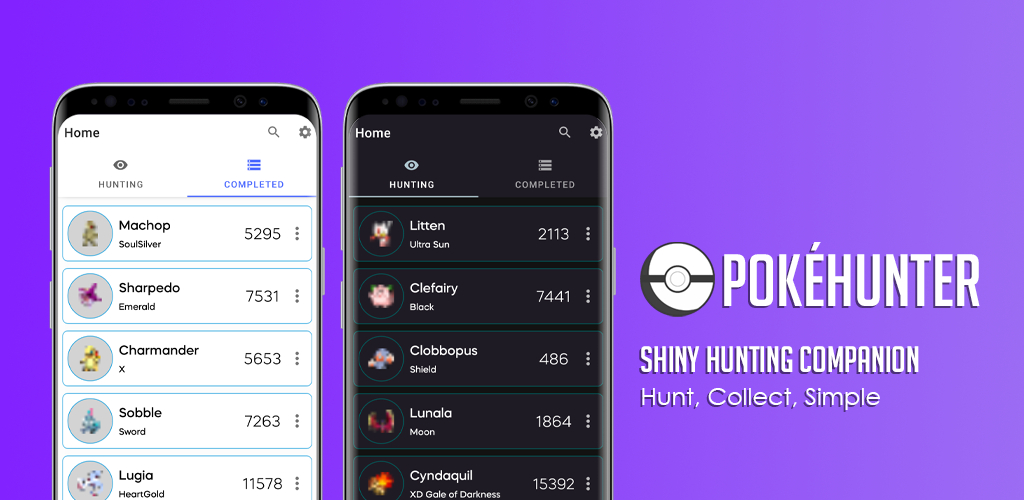 Home
HUNTING
COMPLETED
Machop
SoulSilver
5295
Sharpedo
Emerald
7531
Charmander
X
5653
Sobble
Sword
7263
Lugia
HeartGold
11578
Home
HUNTING
COMPLETED
Litten
Ultra Sun
2113
Clefairy
Black
7441
Clobbopus
Shield
486
Lunala
Moon
1864
Cyndaquil
XD Gale of Darkness
15392
POKÉHUNTER
SHINY HUNTING COMPANION
Hunt, Collect, Simple